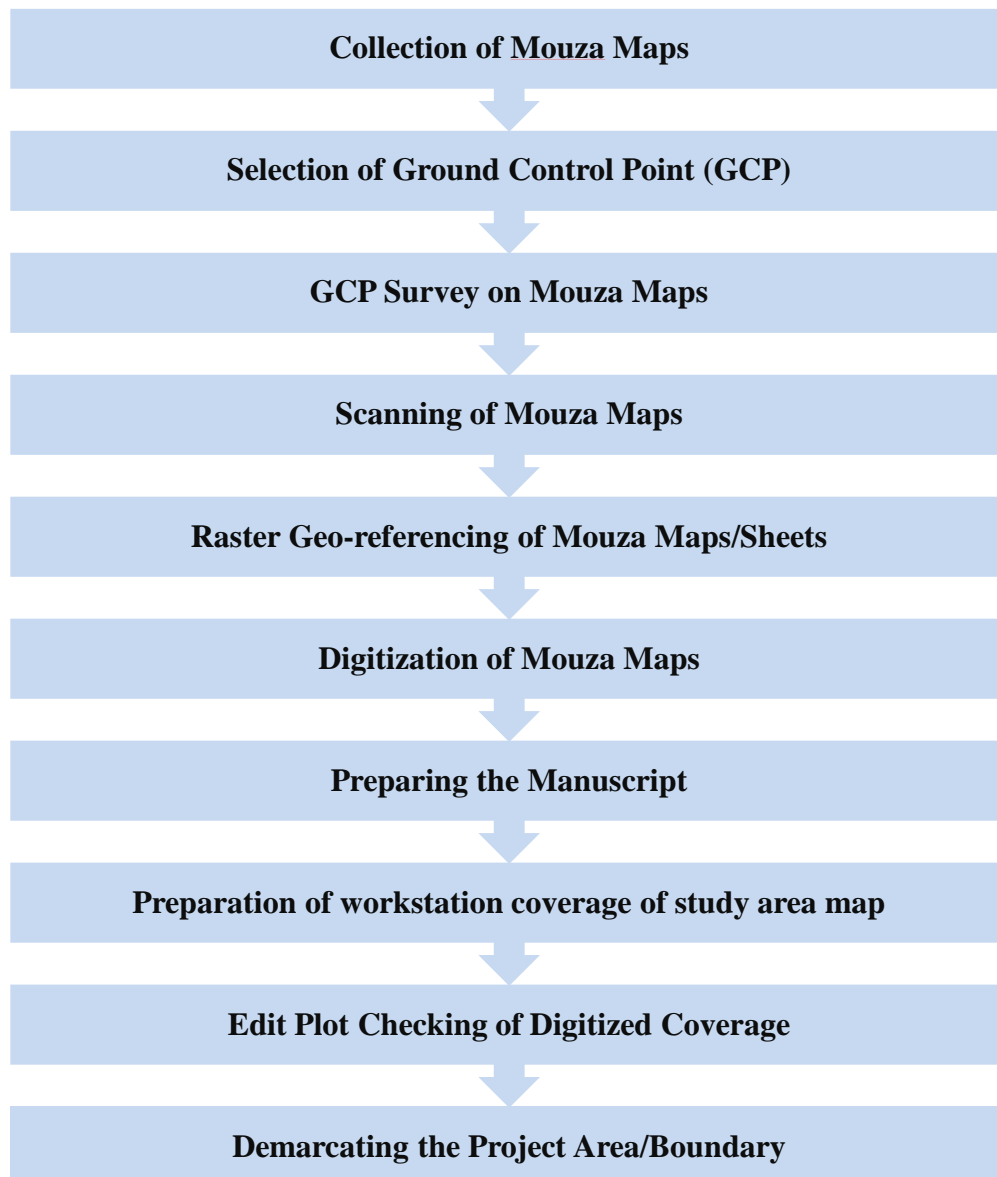 Collection of Mouza Maps
Selection of Ground Control Point (GCP)
GCP Survey on Mouza Maps
Scanning of Mouza Maps
Raster Geo-referencing of Mouza Maps/Sheets
Digitization of Mouza Maps
Preparing the Manuscript
Preparation of workstation coverage of study area map
Edit Plot Checking of Digitized Coverage
Demarcating the Project Area/Boundary